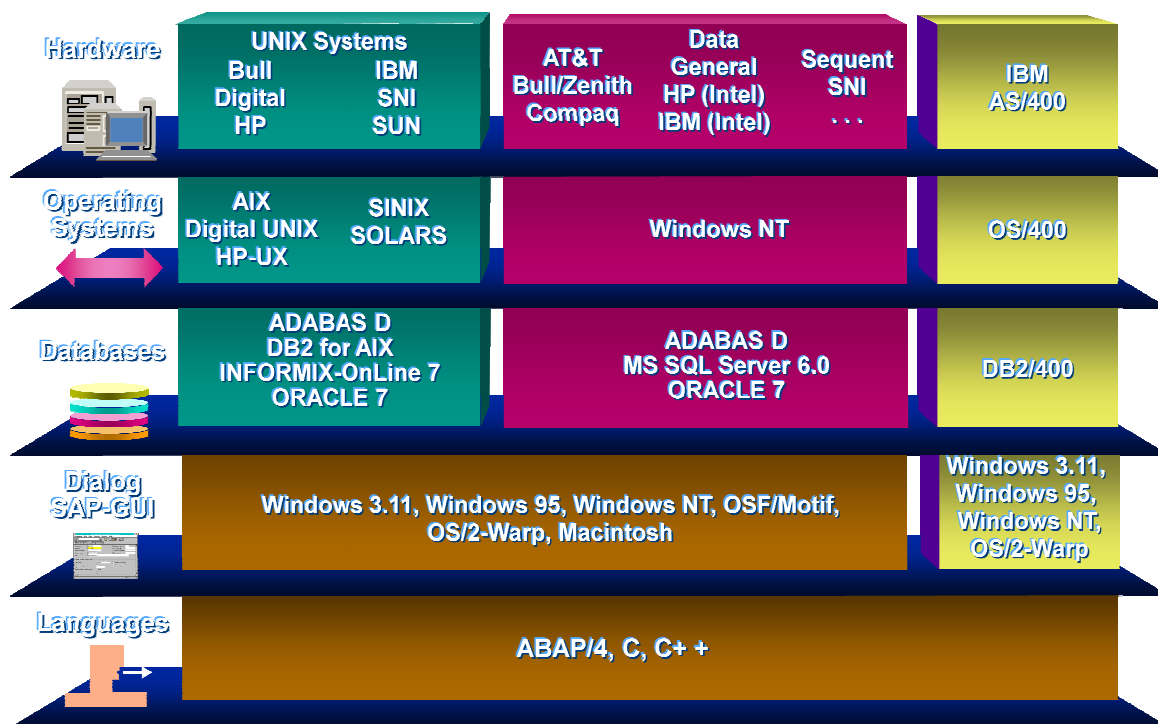 Hardware
UNIX Systems
Bull
Digital
HP
IBM
SNI
SUN
AT&T
Bull/Zenith
Compaq
Data
General
HP (Intel)
IBM (Intel)
Sequent
SNI
. . .
IBM
AS/400
Operating
Systems
AIX
Digital UNIX
HP-UX
SINIX
SOLARS
Windows NT
OS/400
Databases
ADABAS D
DB2 for AIX
INFORMIX-OnLine 7
ORACLE 7
ADABAS D
MS SQL Server 6.0
ORACLE 7
DB2/400
Dialog
SAP-GUI
Windows 3.11, Windows 95, Windows NT, OSF/Motif,
OS/2-Warp, Macintosh
Windows 3.11,
Windows 95,
Windows NT,
OS/2-Warp
Languages
ABAP/4, C, C+ +